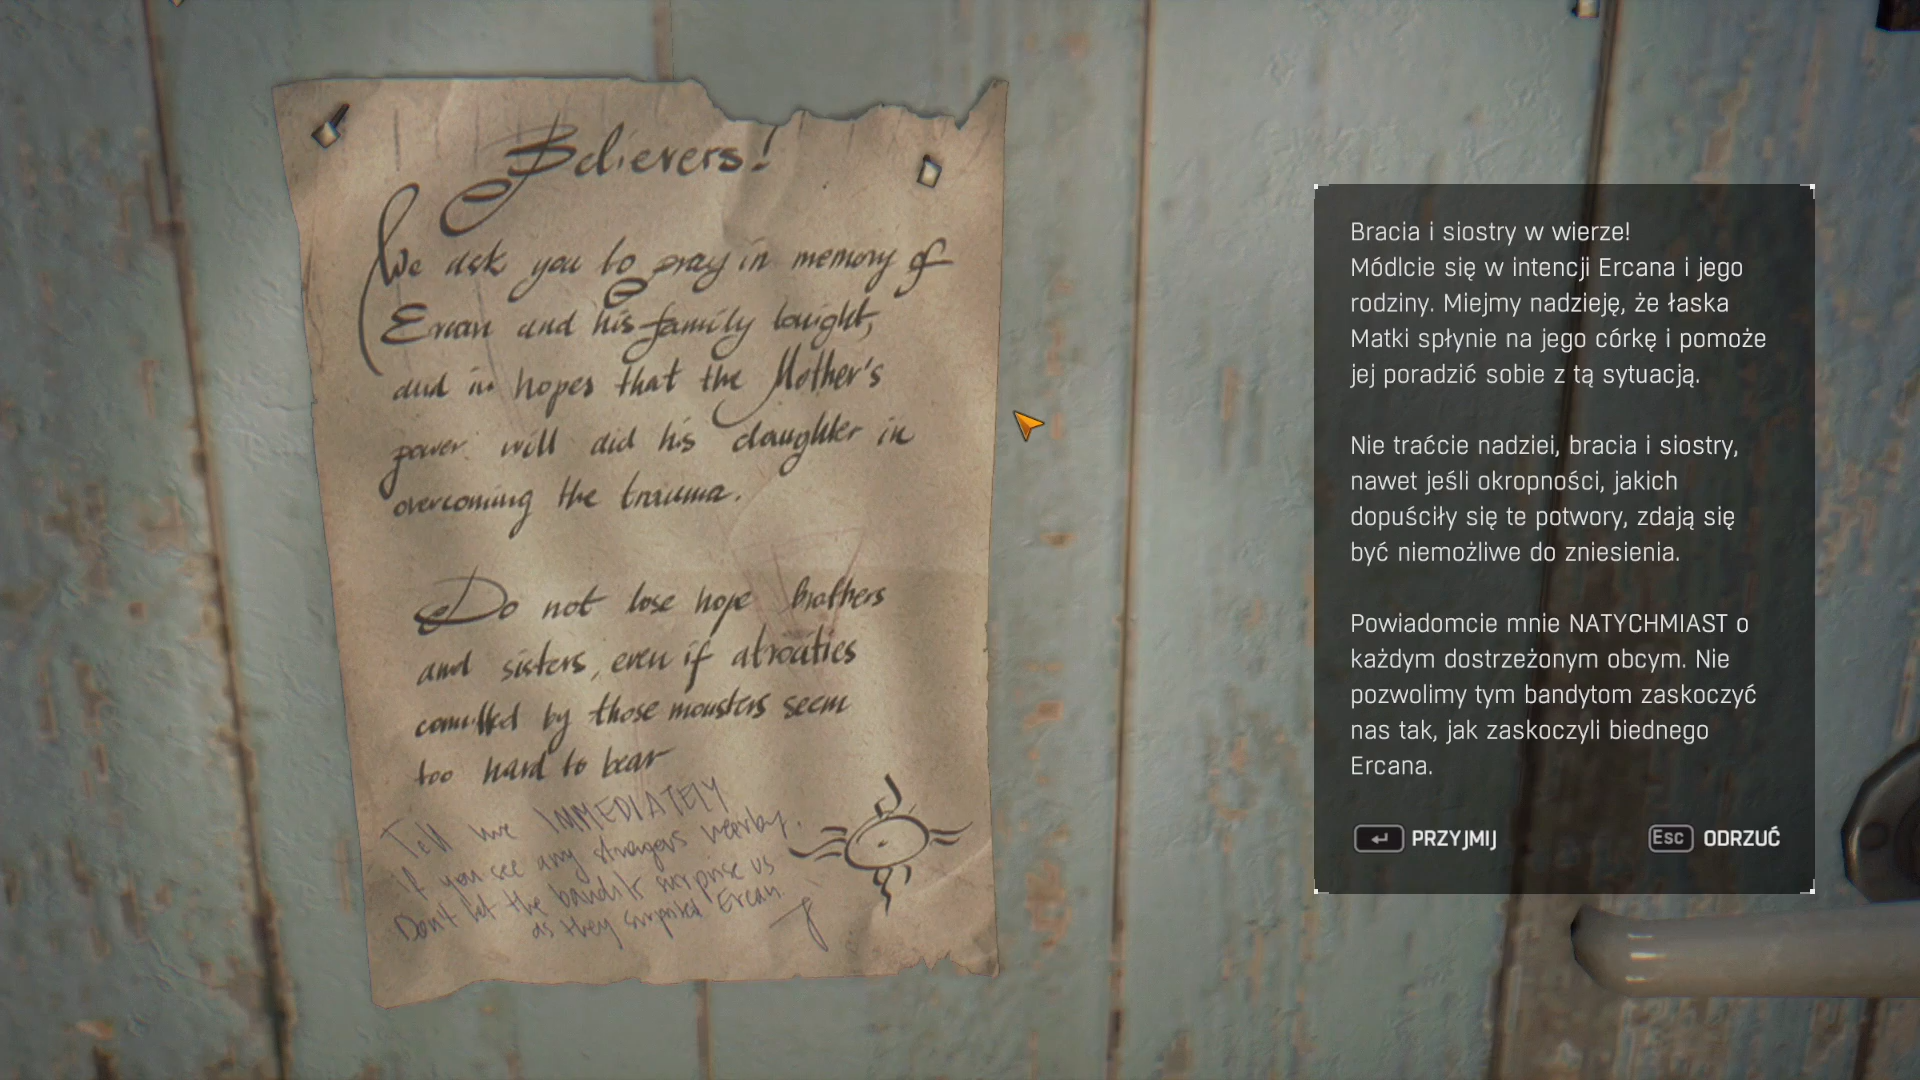 Believers!
We ask you to pray in memory of
Ercan and his family tonight,
and in hopes that the Mother's
power will aid his daughter in
overcoming the trauma.
Do not lose hope brothers
and sisters, even if atrocities
committed by those monsters seem
too hard to bear
Tell me IMMEDIATELY
if you see any strangers nearby.
Don't let the bandits surprise us
as they surprised Ercan
Bracia i siostry w wierze!
Módlcie się w intencji Ercana i jego
rodziny. Miejmy nadzieję, że łaska
Matki spłynie na jego córkę i pomoże
jej poradzić sobie z tą sytuacją.
Nie traćcie nadziei, bracia i siostry,
nawet jeśli okropności, jakich
dopuściły się te potwory, zdają się
być niemożliwe do zniesienia.
Powiadomcie mnie NATYCHMIAST o
każdym dostrzeżonym obcym. Nie
pozwolimy tym bandytom zaskoczyć
nas tak, jak zaskoczyli biednego
Ercana.
PRZYJMIJ
Esc ODRZUĆ